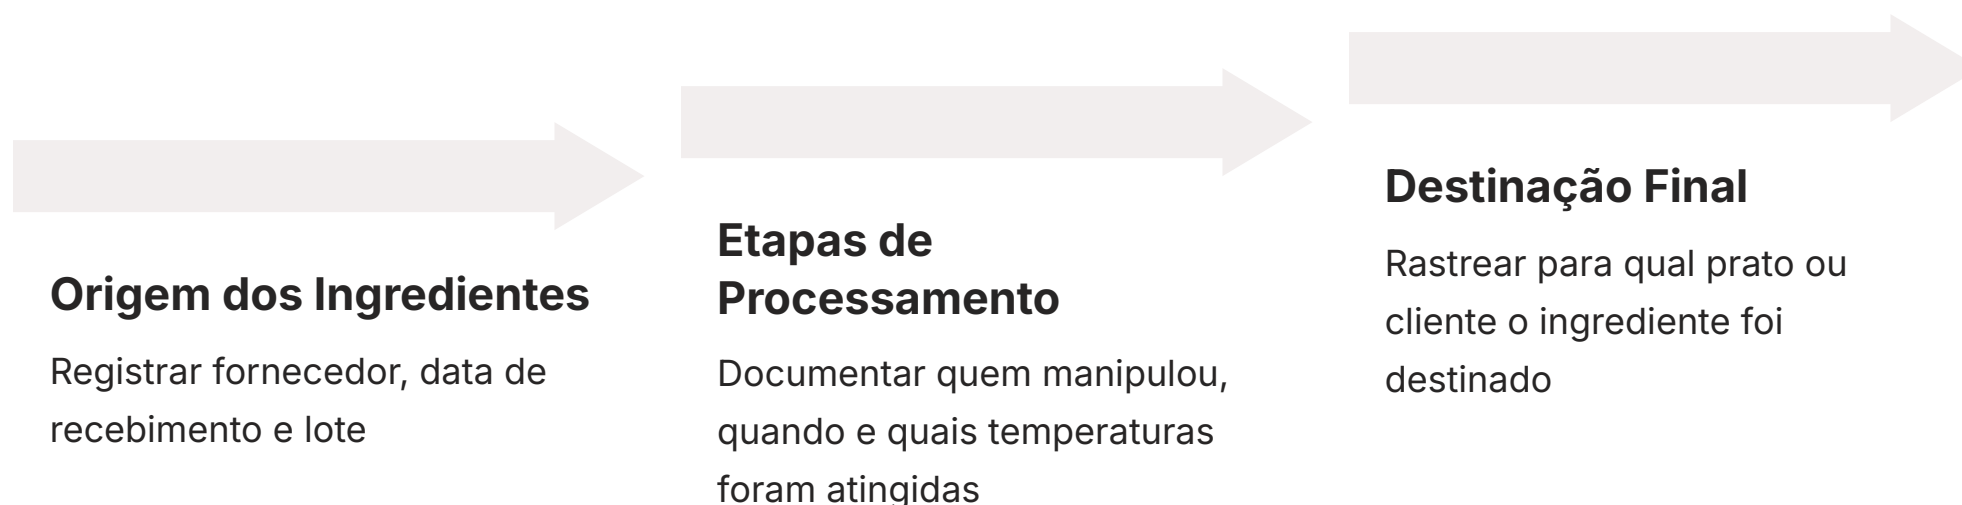 Origem dos Ingredientes
Registrar fornecedor, data de
recebimento e lote
Etapas de
Processamento
Documentar quem manipulou,
quando e quais temperaturas
foram atingidas
Destinação Final
Rastrear para qual prato ou
cliente o ingrediente foi
destinado